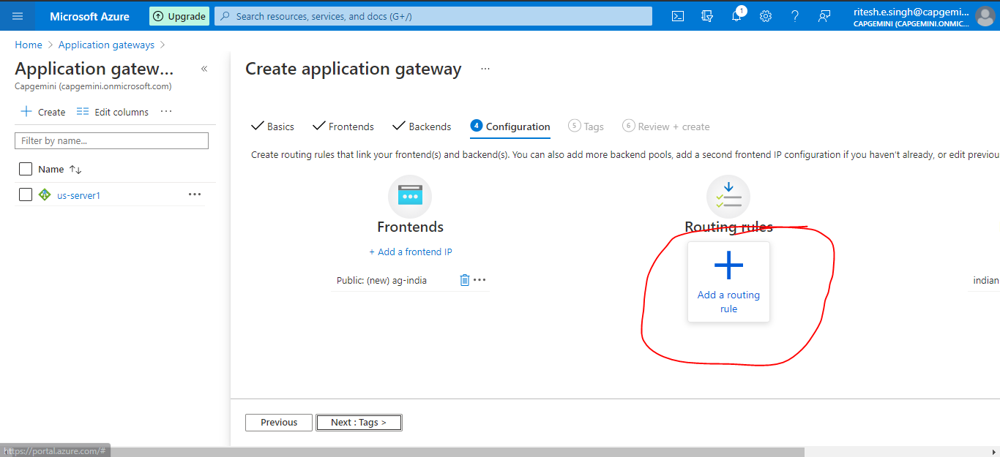 Microsoft Azure
Upgrade
Search resources, services, and docs (G+/)
1
ritesh.e.singh@capgemi...
CAPGEMINI (CAPGEMINI.ONMIC...
Home > Application gateways >
Application gatew...
«
Capgemini (capgemini.onmicrosoft.com)
+ Create
Edit columns
...
Filter by name...
Name ↑↓
us-server1
...
Create application gateway
...
Basics
Frontends
Backends
4 Configuration
5 Tags
6 Review + create
Create routing rules that link your frontend(s) and backend(s). You can also add more backend pools, add a second frontend IP configuration if you haven't already, or edit previou
Frontends
+ Add a frontend IP
Public: (new) ag-india
...
Routing rules
+
Add a routing
rule
indian
Previous
Next : Tags >
https://portal.azure.com/#